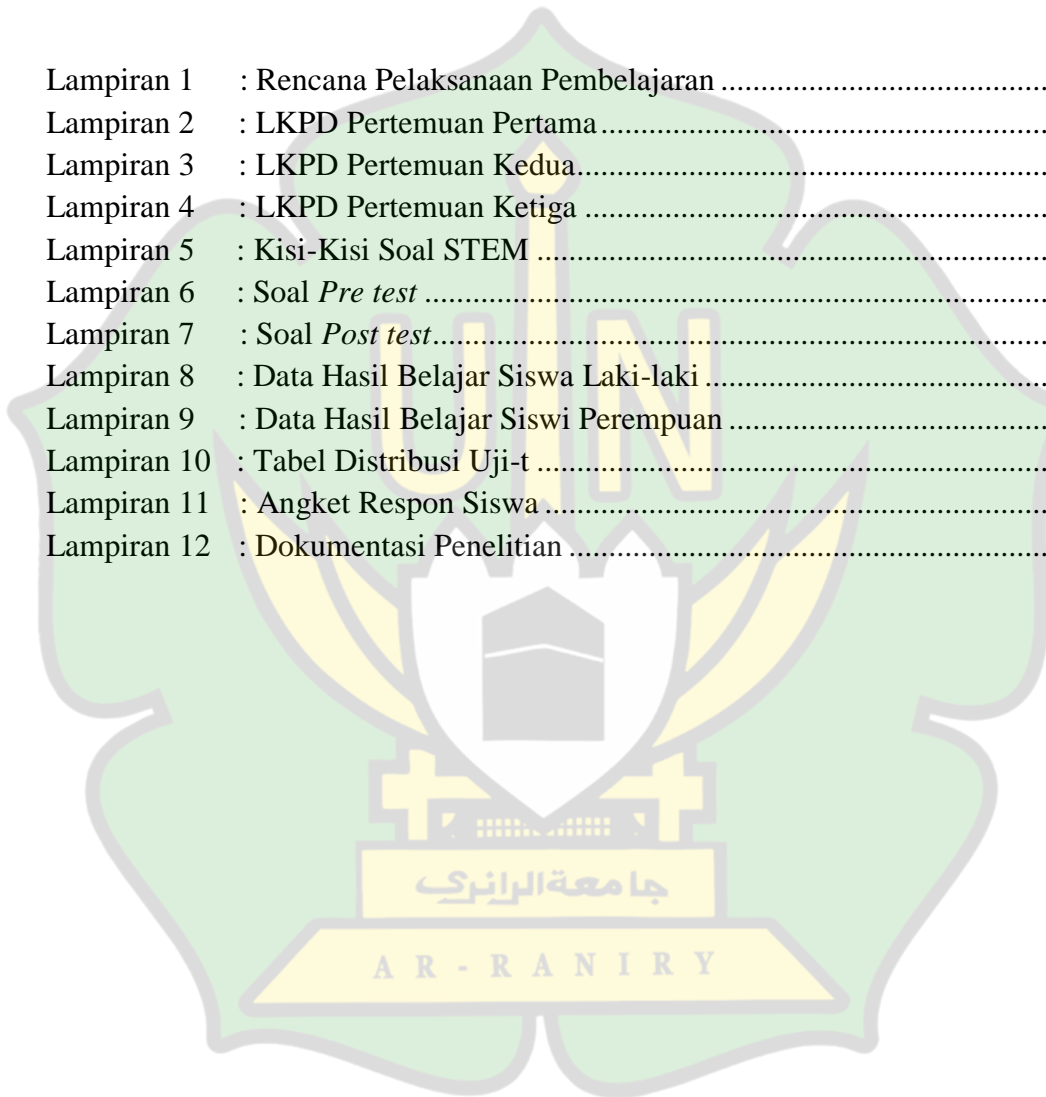 Lampiran 1 : Rencana Pelaksanaan Pembelajaran ........................................
Lampiran 2 : LKPD Pertemuan Pertama ........................................
Lampiran 3 : LKPD Pertemuan Kedua ........................................
Lampiran 4 : LKPD Pertemuan Ketiga ........................................
Lampiran 5 : Kisi-Kisi Soal STEM ........................................
Lampiran 6 : Soal Pre test ........................................
Lampiran 7 : Soal Post test ........................................
Lampiran 8 : Data Hasil Belajar Siswa Laki-laki ........................................
Lampiran 9 : Data Hasil Belajar Siswi Perempuan ........................................
Lampiran 10 : Tabel Distribusi Uji-t ........................................
Lampiran 11 : Angket Respon Siswa ........................................
Lampiran 12 : Dokumentasi Penelitian ........................................
UIN
جامعة الرانري
AR-RANIRY